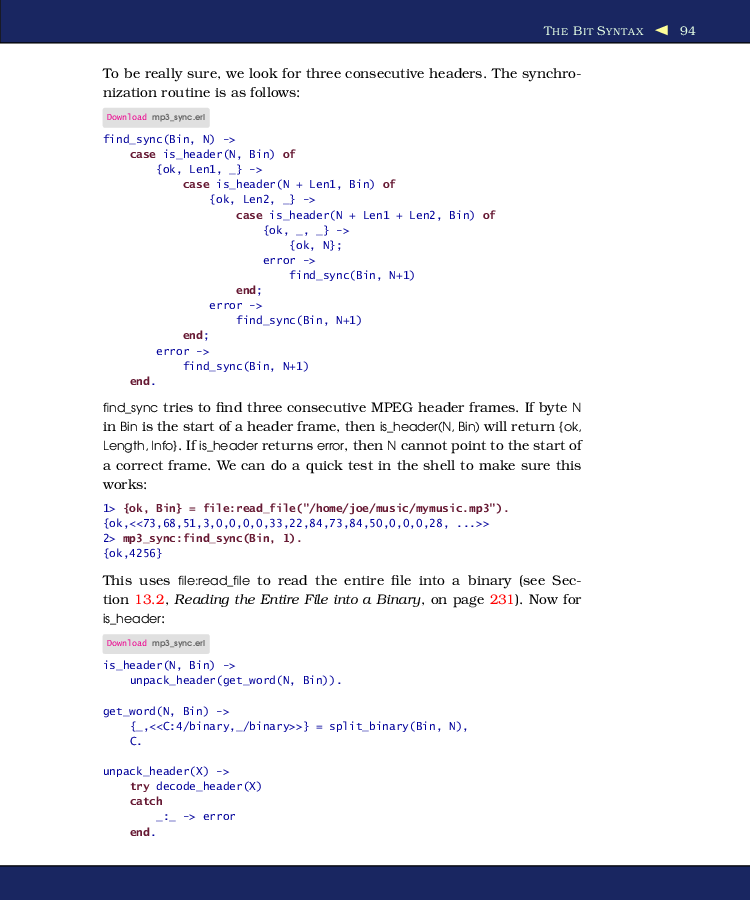 THE BIT SYNTAX ◀ 94
To be really sure, we look for three consecutive headers. The synchro-
nization routine is as follows:
Download mp3_sync.erl
find_sync(Bin, N) ->
    case is_header(N, Bin) of
        {ok, Len1, _} ->
            case is_header(N + Len1, Bin) of
                {ok, Len2, _} ->
                    case is_header(N + Len1 + Len2, Bin) of
                        {ok, _, _} ->
                            {ok, N};
                        error ->
                            find_sync(Bin, N+1)
                    end;
                error ->
                    find_sync(Bin, N+1)
            end;
        error ->
            find_sync(Bin, N+1)
    end.
find_sync tries to find three consecutive MPEG header frames. If byte N
in Bin is the start of a header frame, then is_header(N, Bin) will return {ok,
Length, Info}. If is_header returns error, then N cannot point to the start of
a correct frame. We can do a quick test in the shell to make sure this
works:
1> {ok, Bin} = file:read_file("/home/joe/music/mymusic.mp3").
{ok,<<73,68,51,3,0,0,0,0,33,22,84,73,84,50,0,0,0,28, ...>>
2> mp3_sync:find_sync(Bin, 1).
{ok,4256}
This uses file:read_file to read the entire file into a binary (see Sec-
tion 13.2, Reading the Entire File into a Binary, on page 231). Now for
is_header:
Download mp3_sync.erl
is_header(N, Bin) ->
    unpack_header(get_word(N, Bin)).
get_word(N, Bin) ->
    {_,<<C:4/binary,_/binary>>} = split_binary(Bin, N),
    C.
unpack_header(X) ->
    try decode_header(X)
    catch
        _:_ -> error
    end.